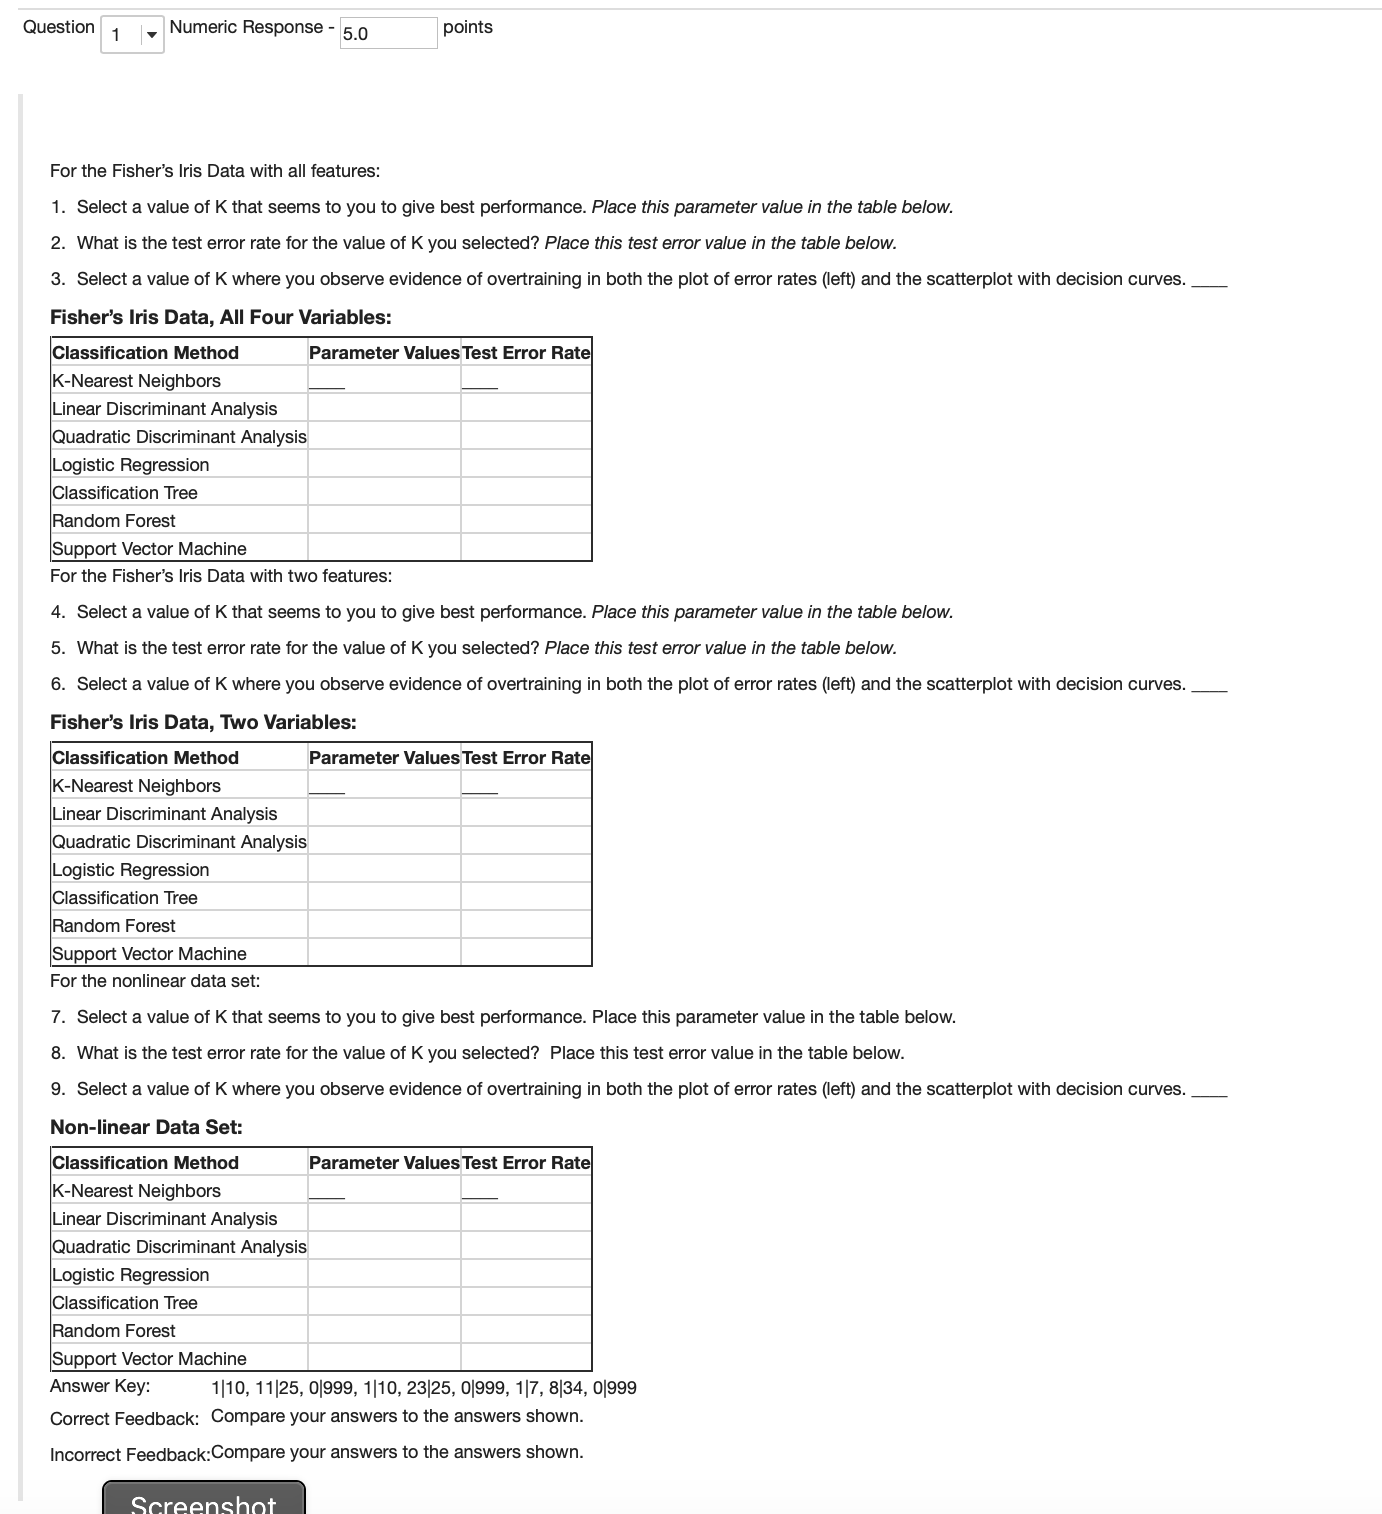 Question 1 Numeric Response - 5.0 points
For the Fisher's Iris Data with all features:
1. Select a value of K that seems to you to give best performance. Place this parameter value in the table below.
2. What is the test error rate for the value of K you selected? Place this test error value in the table below.
3. Select a value of K where you observe evidence of overtraining in both the plot of error rates (left) and the scatterplot with decision curves. ____
Fisher's Iris Data, All Four Variables:
Classification Method Parameter Values Test Error Rate
K-Nearest Neighbors ____ ____
Linear Discriminant Analysis
Quadratic Discriminant Analysis
Logistic Regression
Classification Tree
Random Forest
Support Vector Machine
For the Fisher's Iris Data with two features:
4. Select a value of K that seems to you to give best performance. Place this parameter value in the table below.
5. What is the test error rate for the value of K you selected? Place this test error value in the table below.
6. Select a value of K where you observe evidence of overtraining in both the plot of error rates (left) and the scatterplot with decision curves. ____
Fisher's Iris Data, Two Variables:
Classification Method Parameter Values Test Error Rate
K-Nearest Neighbors ____ ____
Linear Discriminant Analysis
Quadratic Discriminant Analysis
Logistic Regression
Classification Tree
Random Forest
Support Vector Machine
For the nonlinear data set:
7. Select a value of K that seems to you to give best performance. Place this parameter value in the table below.
8. What is the test error rate for the value of K you selected? Place this test error value in the table below.
9. Select a value of K where you observe evidence of overtraining in both the plot of error rates (left) and the scatterplot with decision curves. ____
Non-linear Data Set:
Classification Method Parameter Values Test Error Rate
K-Nearest Neighbors ____ ____
Linear Discriminant Analysis
Quadratic Discriminant Analysis
Logistic Regression
Classification Tree
Random Forest
Support Vector Machine
Answer Key: 1|10, 11|25, 0|999, 1|10, 23|25, 0|999, 1|7, 8|34, 0|999
Correct Feedback: Compare your answers to the answers shown.
Incorrect Feedback: Compare your answers to the answers shown.
Screenshot